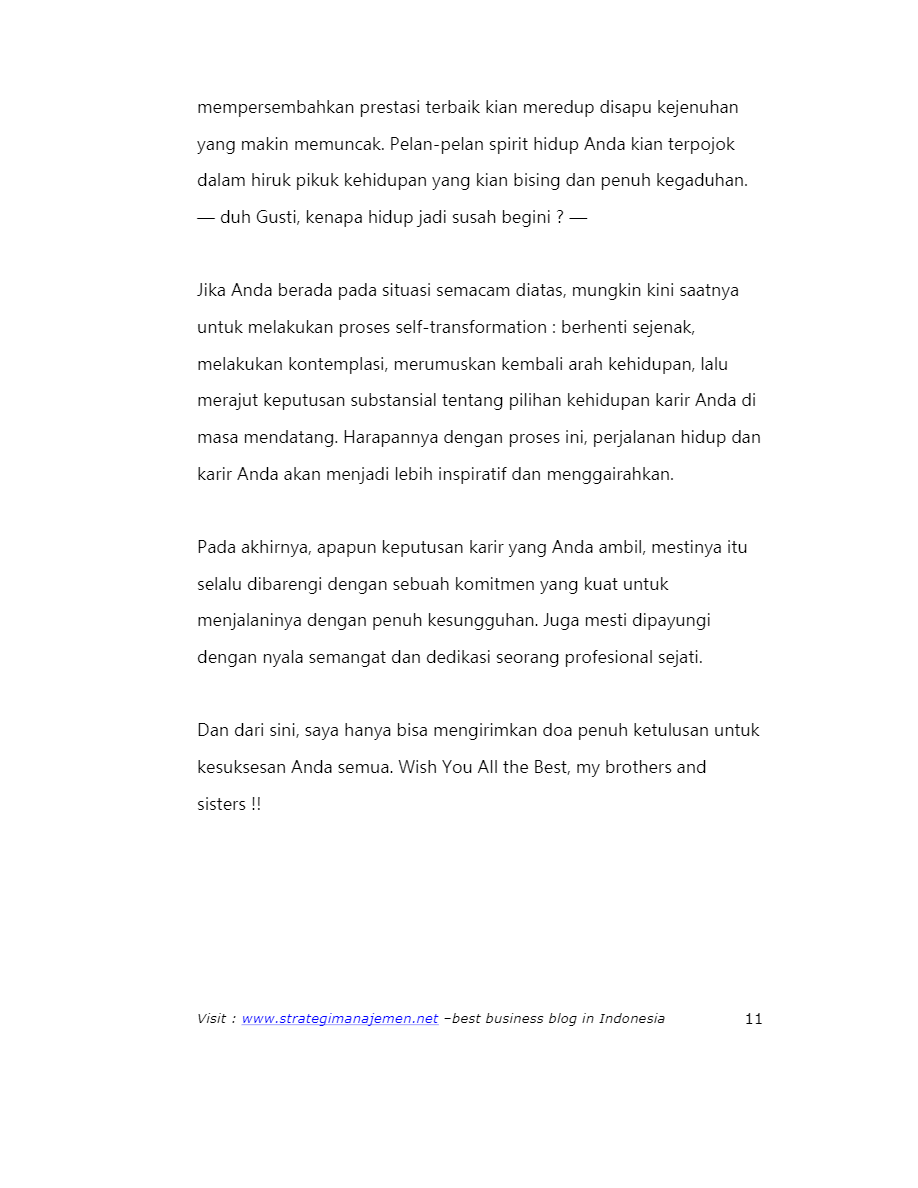 mempersembahkan prestasi terbaik kian meredup disapu kejenuhan
yang makin memuncak. Pelan-pelan spirit hidup Anda kian terpojok
dalam hiruk pikuk kehidupan yang kian bising dan penuh kegaduhan.
— duh Gusti, kenapa hidup jadi susah begini ? —
Jika Anda berada pada situasi semacam diatas, mungkin kini saatnya
untuk melakukan proses self-transformation : berhenti sejenak,
melakukan kontemplasi, merumuskan kembali arah kehidupan, lalu
merajut keputusan substansial tentang pilihan kehidupan karir Anda di
masa mendatang. Harapannya dengan proses ini, perjalanan hidup dan
karir Anda akan menjadi lebih inspiratif dan menggairahkan.
Pada akhirnya, apapun keputusan karir yang Anda ambil, mestinya itu
selalu dibarengi dengan sebuah komitmen yang kuat untuk
menjalaninya dengan penuh kesungguhan. Juga mesti dipayungi
dengan nyala semangat dan dedikasi seorang profesional sejati.
Dan dari sini, saya hanya bisa mengirimkan doa penuh ketulusan untuk
kesuksesan Anda semua. Wish You All the Best, my brothers and
sisters !!
Visit : www.strategimanajemen.net –best business blog in Indonesia 11